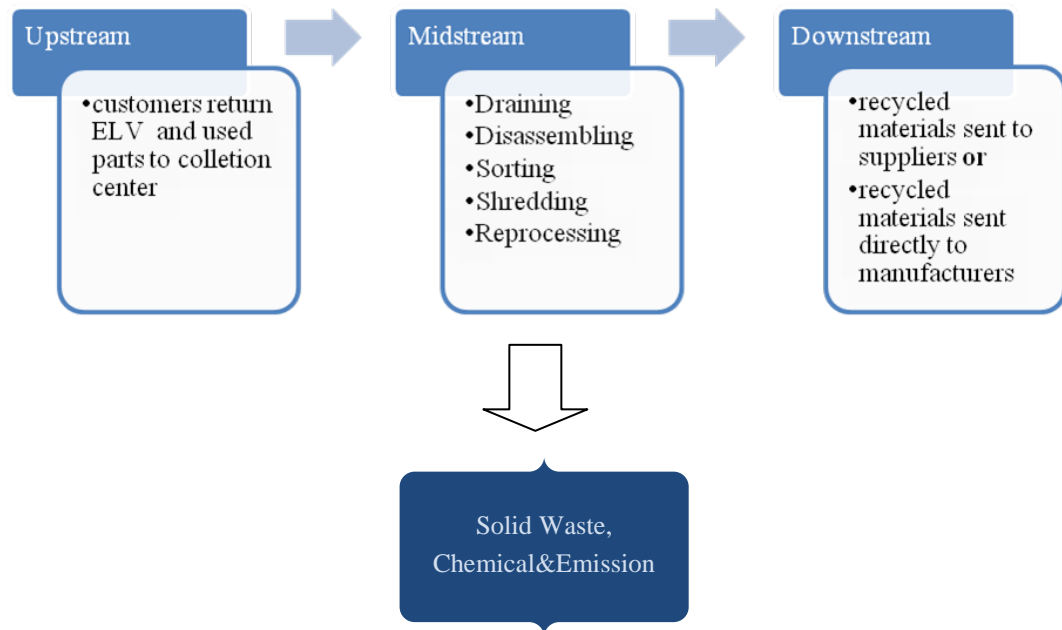 Upstream
•customers return
ELV and used
parts to colletion
center
Midstream
•Draining
•Disassembling
•Sorting
•Shredding
•Reprocessing
Downstream
•recycled
materials sent to
suppliers or
•recycled
materials sent
directly to
manufacturers
Solid Waste,
Chemical&Emission